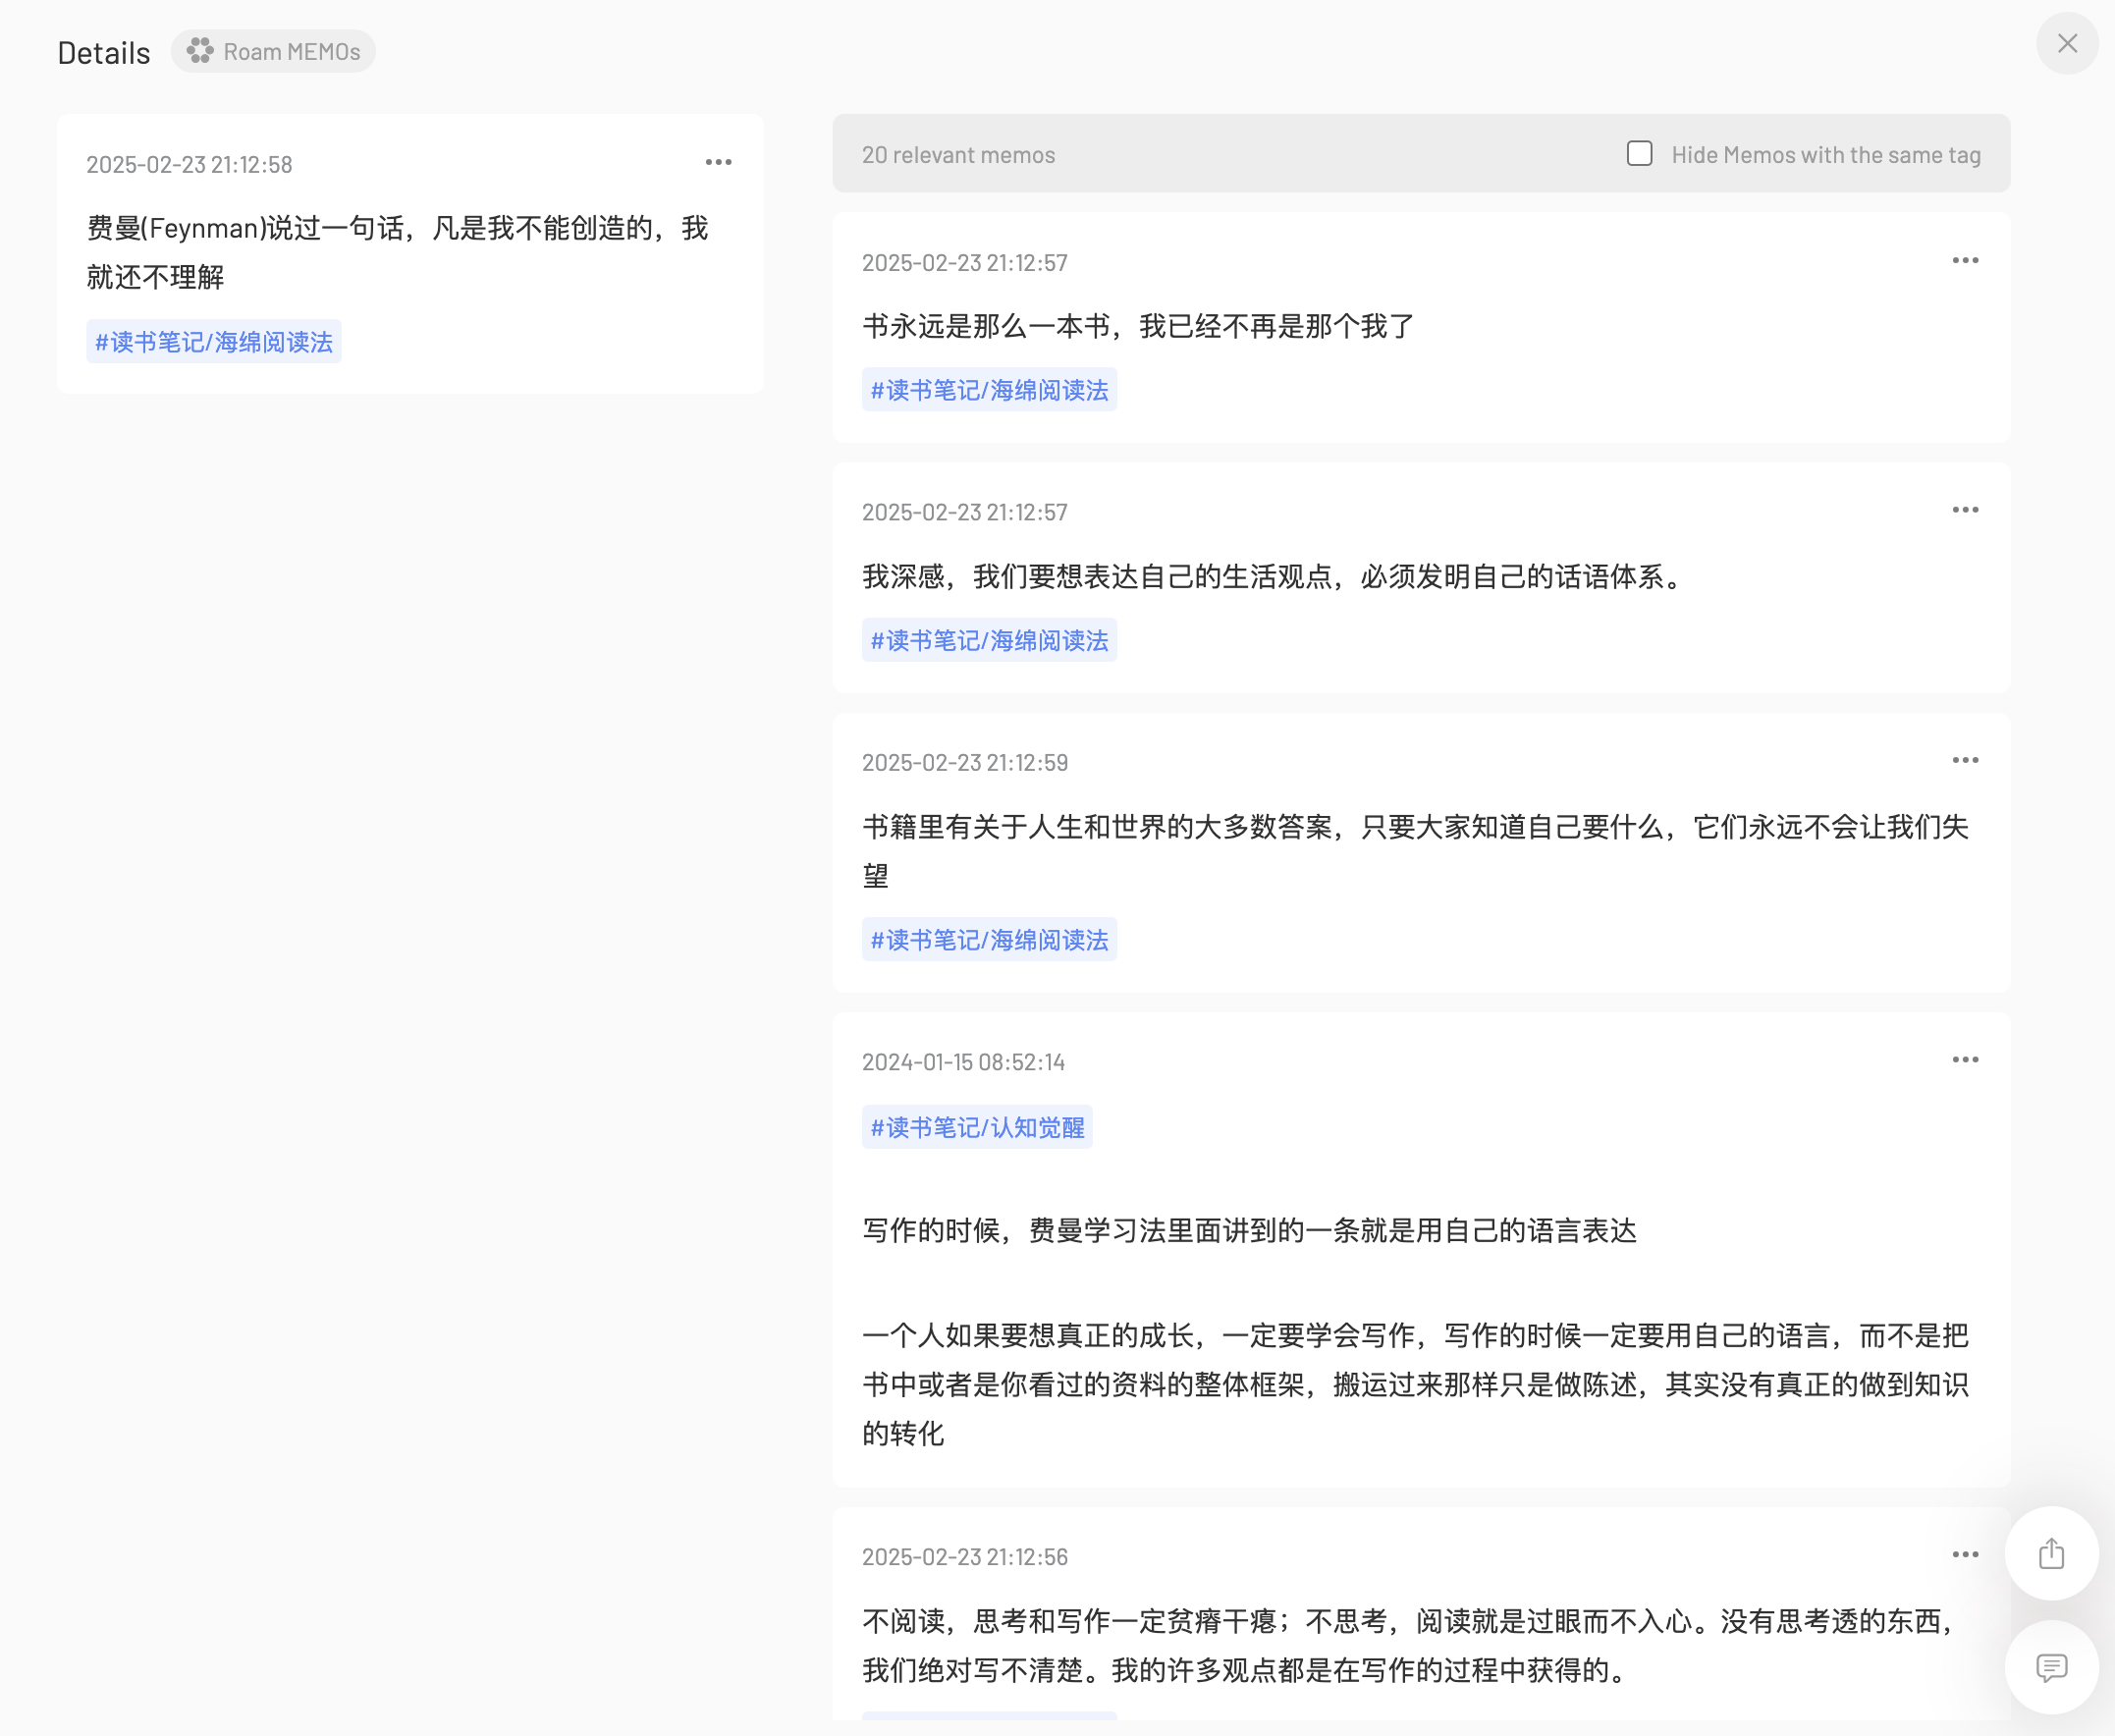 Details
Roam MEMOs
2025-02-23 21:12:58
费曼(Feynman)说过一句话，凡是我不能创造的，我
就还不理解
#读书笔记/海绵阅读法
20 relevant memos
Hide Memos with the same tag
2025-02-23 21:12:57
书永远是那么一本书，我已经不再是那个我了
#读书笔记/海绵阅读法
2025-02-23 21:12:57
我深感，我们要想表达自己的生活观点，必须发明自己的话语体系。
#读书笔记/海绵阅读法
2025-02-23 21:12:59
书籍里有关于人生和世界的大多数答案，只要大家知道自己要什么，它们永远不会让我们失
望
#读书笔记/海绵阅读法
2024-01-15 08:52:14
#读书笔记/认知觉醒
写作的时候，费曼学习法里面讲到的一条就是用自己的语言表达
一个人如果要想真正的成长，一定要学会写作，写作的时候一定要用自己的语言，而不是把
书中或者是你看过的资料的整体框架，搬运过来那样只是做陈述，其实没有真正的做到知识
的转化
2025-02-23 21:12:56
不阅读，思考和写作一定贫瘠干瘪；不思考，阅读就是过眼而不入心。没有思考透的东西，
我们绝对写不清楚。我的许多观点都是在写作的过程中获得的。